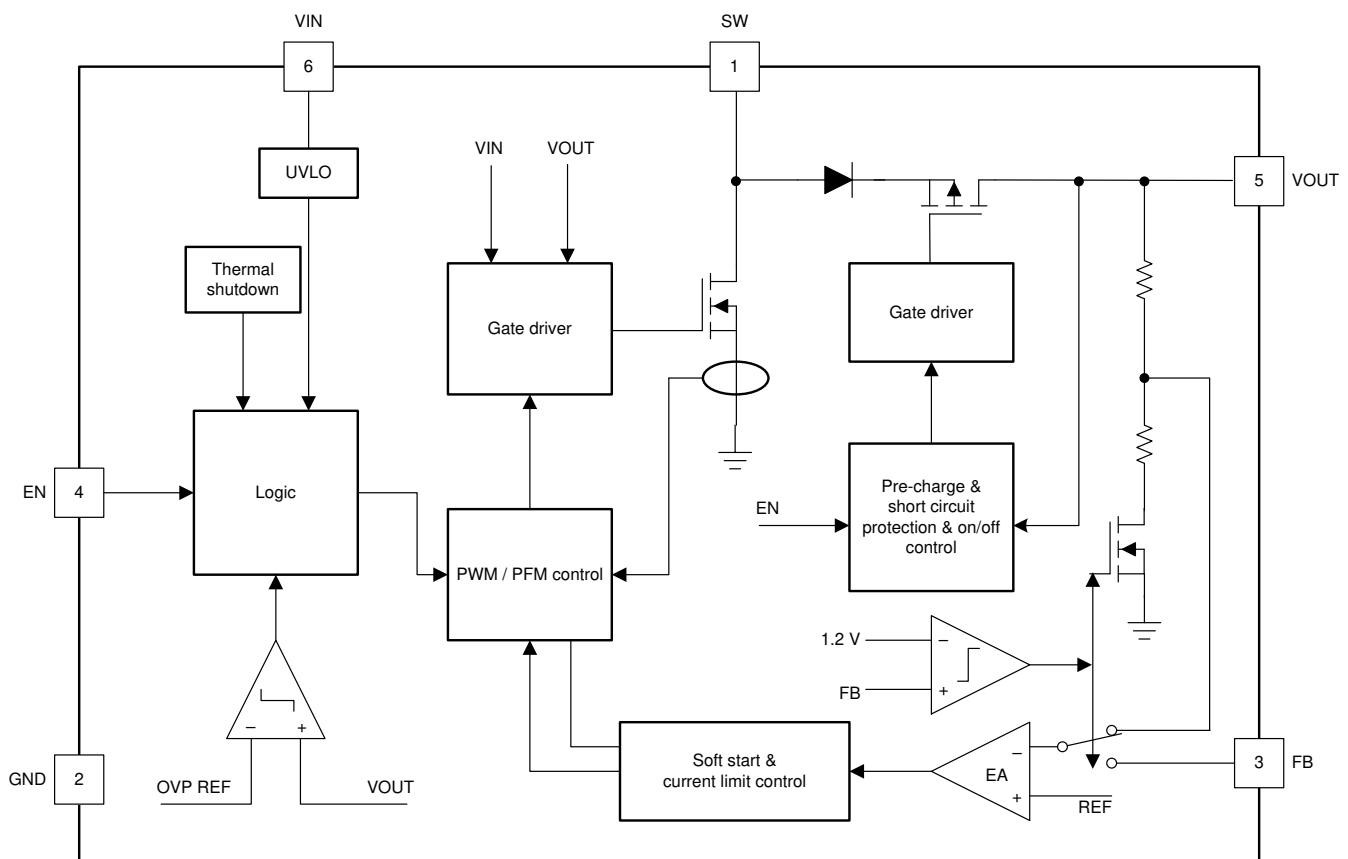 VIN
SW
6
1
VIN
VOUT
UVLO
5
VOUT
Thermal
shutdown
Gate driver
Gate driver
EN
4
Logic
Pre-charge &
short circuit
protection & on/off
control
EN
PWM / PFM control
1.2 V
−
FB
+
−
+
Soft start &
current limit control
−
EA
+
REF
GND
2
3
FB
OVP REF
VOUT